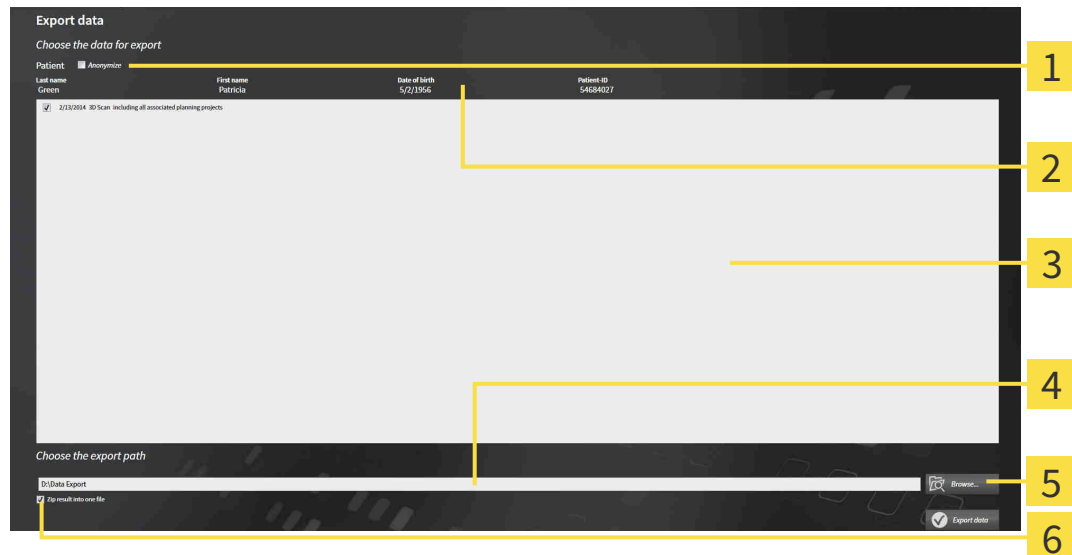 Export data
Choose the data for export
Patient Anonymize
Last name First name Date of birth Patient-ID
Green Patricia 5/2/1956 54684027
2/13/2014 3D Scan including all associated planning projects
Choose the export path
D:\Data Export
Browse...
Zip result into one file
Export data
1
2
3
4
5
6